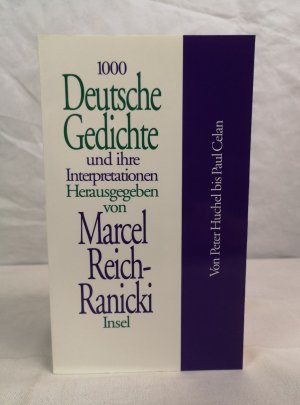 1000
Deutsche
Gedichte
und ihre
Interpretationen
Herausgegeben
von
Marcel
Reich-
Ranicki
Insel
Von Peter Huchel bis Paul Celan